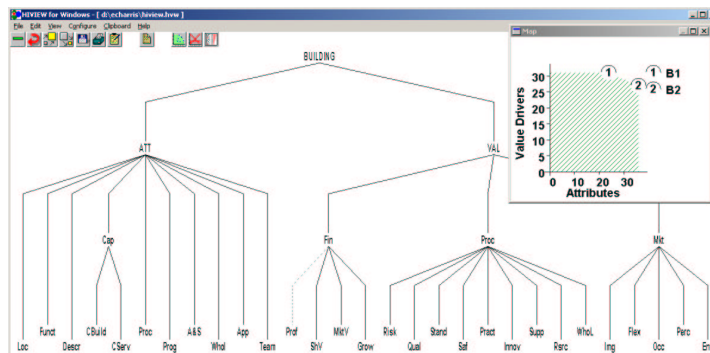 HIVIEW for Windows - [ d:\echarris\hiview.hvw ]
File Edit View Configure Clipboard Help
Map
BUILDING
1 1 B1
2 2 B2
30
25
20
15
10
5
0
Value Drivers
0 10 20 30
Attributes
ATT VAL
Cap Fin Proc Mkt
Funct CBuild Proc A&S App Prof MktV Risk Stand Pract Supp WhoL Flex Perc
Loc Descr CServ Prog Whol Team ShV Grow Qual Saf Innov Rsrc Img Occ En